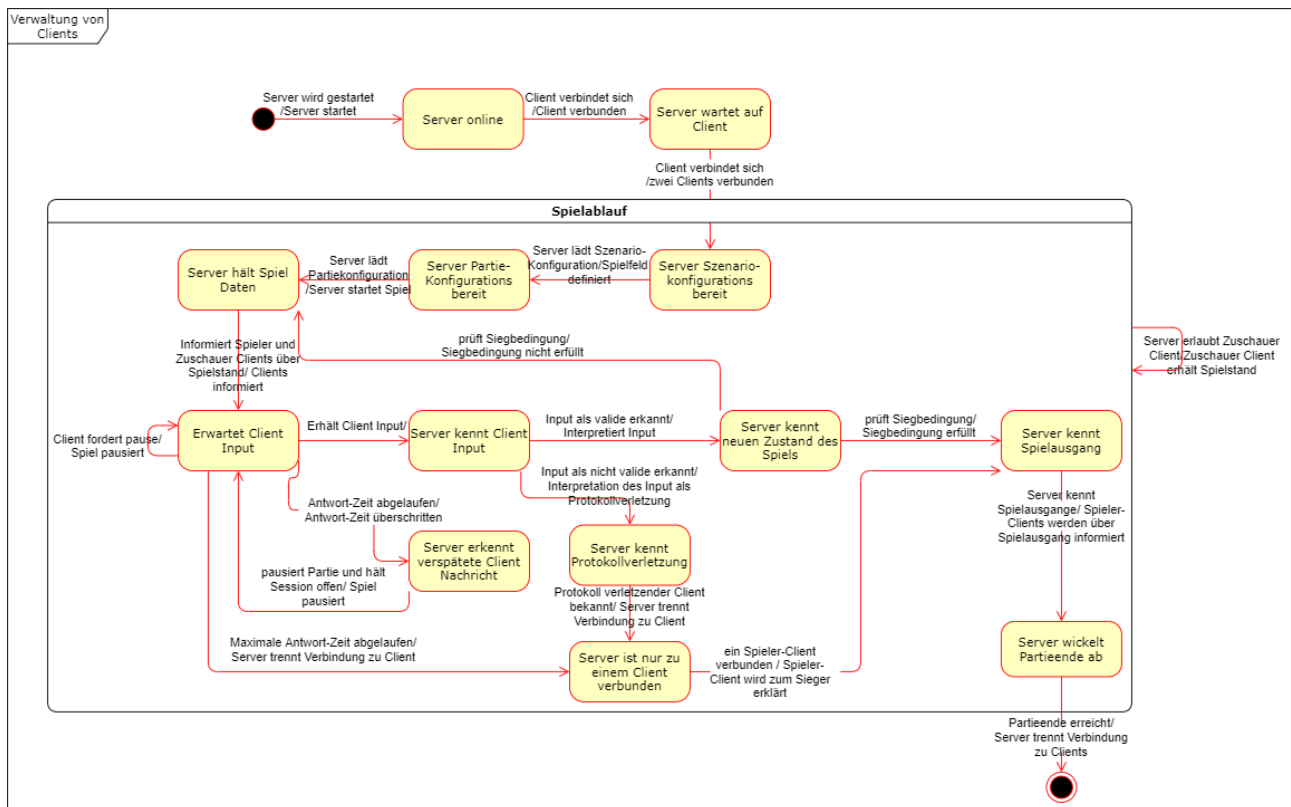 Verwaltung von
Clients
Server wird gestartet
/Server startet
Server online
Client verbindet sich
/Client verbunden
Server wartet auf
Client
Client verbindet sich
/zwei Clients verbunden
Spielablauf
Server hält Spiel
Daten
Server lädt
Partiekonfiguration
/Server startet Spiel
Server Partie-
Konfigurations
bereit
Server lädt Szenario-
Konfiguration/Spielfeld
definiert
Server Szenario-
konfigurations
bereit
Informiert Spieler und
Zuschauer Clients über
Spielstand/ Clients
informiert
prüft Siegbedingung/
Siegbedingung nicht erfüllt
Server erlaubt Zuschauer
Client/Zuschauer Client
erhält Spielstand
Client fordert pause/
Spiel pausiert
Erwartet Client
Input
Erhält Client Input/
Server kennt Client
Input
Input als valide erkannt/
Interpretiert Input
Server kennt
neuen Zustand des
Spiels
prüft Siegbedingung/
Siegbedingung erfüllt
Server kennt
Spielausgang
Input als nicht valide erkannt/
Interpretation des Input als
Protokollverletzung
Antwort-Zeit abgelaufen/
Antwort-Zeit überschritten
Server kennt
Spielausgange/ Spieler-
Clients werden über
Spielausgang informiert
Server erkennt
verspätete Client
Nachricht
Server kennt
Protokollverletzung
pausiert Partie und hält
Session offen/ Spiel
pausiert
Protokoll verletzender Client
bekannt/ Server trennt
Verbindung zu Client
Maximale Antwort-Zeit abgelaufen/
Server trennt Verbindung zu Client
Server ist nur zu
einem Client
verbunden
ein Spieler-Client
verbunden / Spieler-
Client wird zum Sieger
erklärt
Server wickelt
Partieende ab
Partieende erreicht/
Server trennt Verbindung
zu Clients